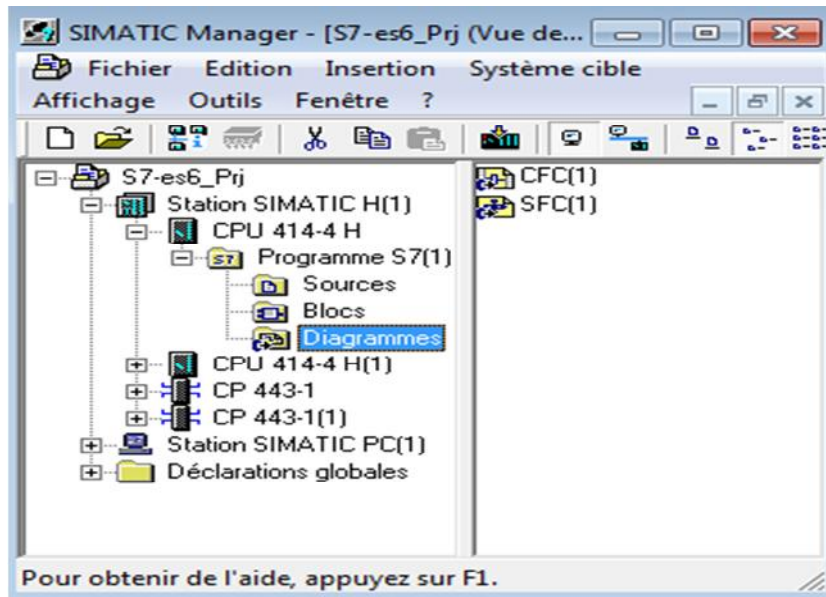 SIMATIC Manager - [S7-es6_Prj (Vue de...
Fichier Edition Insertion Système cible
Affichage Outils Fenêtre ?
S7-es6_Prj
Station SIMATIC H(1)
CPU 414-4 H
S7 Programme S7(1)
Sources
Blocs
Diagrammes
CPU 414-4 H(1)
CP 443-1
CP 443-1(1)
Station SIMATIC PC(1)
Déclarations globales
CFC(1)
SFC(1)
Pour obtenir de l'aide, appuyez sur F1.